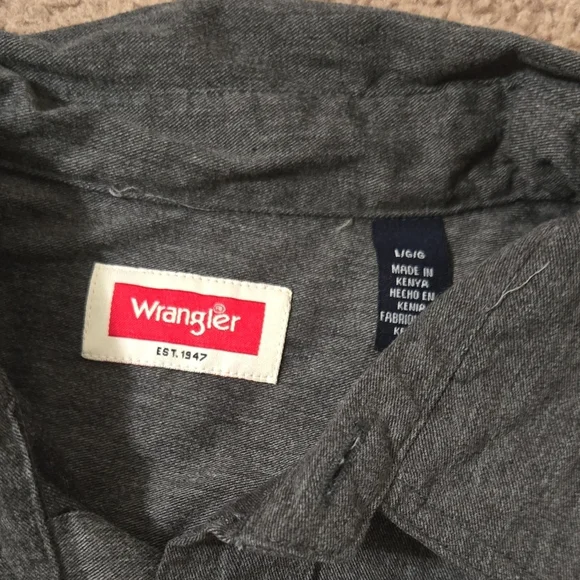 Wrangler®
EST. 1947
L/G/G
MADE IN
KENYA
HECHO EN
KENIA